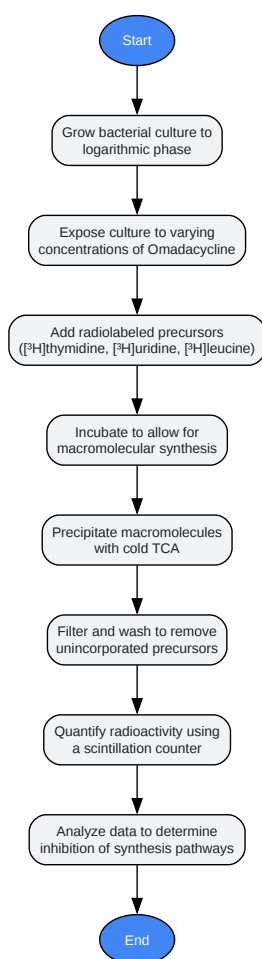 Start
Grow bacterial culture to
logarithmic phase
Expose culture to varying
concentrations of Omadacycline
Add radiolabeled precursors
([³H]thymidine, [³H]uridine, [³H]leucine)
Incubate to allow for
macromolecular synthesis
Precipitate macromolecules
with cold TCA
Filter and wash to remove
unincorporated precursors
Quantify radioactivity using
a scintillation counter
Analyze data to determine
inhibition of synthesis pathways
End